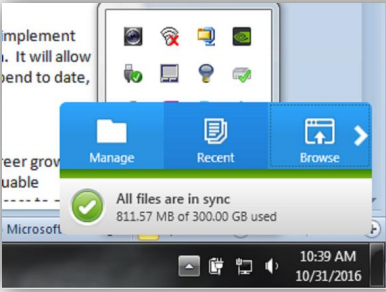 implement
. It will allow
pend to date,
reer grow
uable
Manage
Recent
Browse
All files are in sync
811.57 MB of 300.00 GB used
Microsoft
10:39 AM
10/31/2016